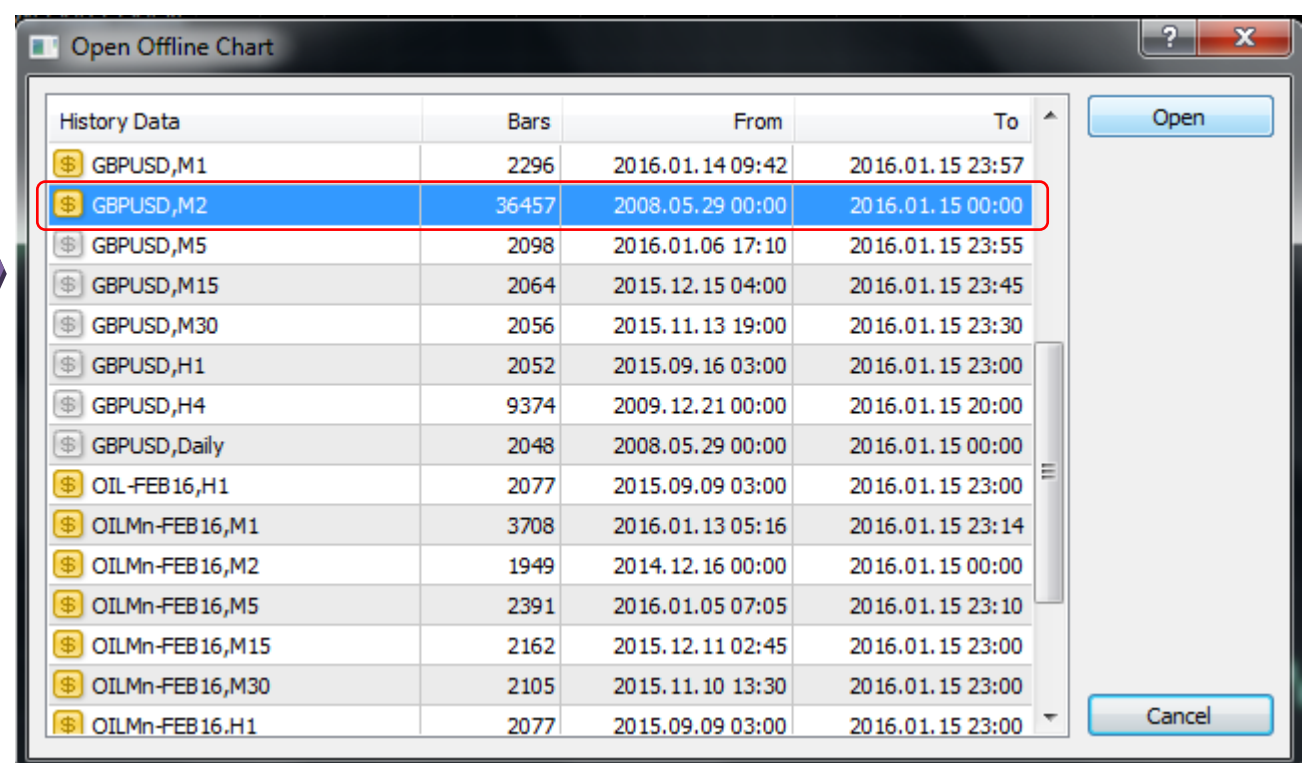 Open Offline Chart ?
History Data Bars From To Open
GBPUSD,M1 2296 2016.01.14 09:42 2016.01.15 23:57
GBPUSD,M2 36457 2008.05.29 00:00 2016.01.15 00:00
GBPUSD,M5 2098 2016.01.06 17:10 2016.01.15 23:55
GBPUSD,M15 2064 2015.12.15 04:00 2016.01.15 23:45
GBPUSD,M30 2056 2015.11.13 19:00 2016.01.15 23:30
GBPUSD,H1 2052 2015.09.16 03:00 2016.01.15 23:00
GBPUSD,H4 9374 2009.12.21 00:00 2016.01.15 20:00
GBPUSD,Daily 2048 2008.05.29 00:00 2016.01.15 00:00
OIL-FEB16,H1 2077 2015.09.09 03:00 2016.01.15 23:00
OILMn-FEB16,M1 3708 2016.01.13 05:16 2016.01.15 23:14
OILMn-FEB16,M2 1949 2014.12.16 00:00 2016.01.15 00:00
OILMn-FEB16,M5 2391 2016.01.05 07:05 2016.01.15 23:10
OILMn-FEB16,M15 2162 2015.12.11 02:45 2016.01.15 23:00
OILMn-FEB16,M30 2105 2015.11.10 13:30 2016.01.15 23:00
OILMn-FEB16,H1 2077 2015.09.09 03:00 2016.01.15 23:00
Cancel